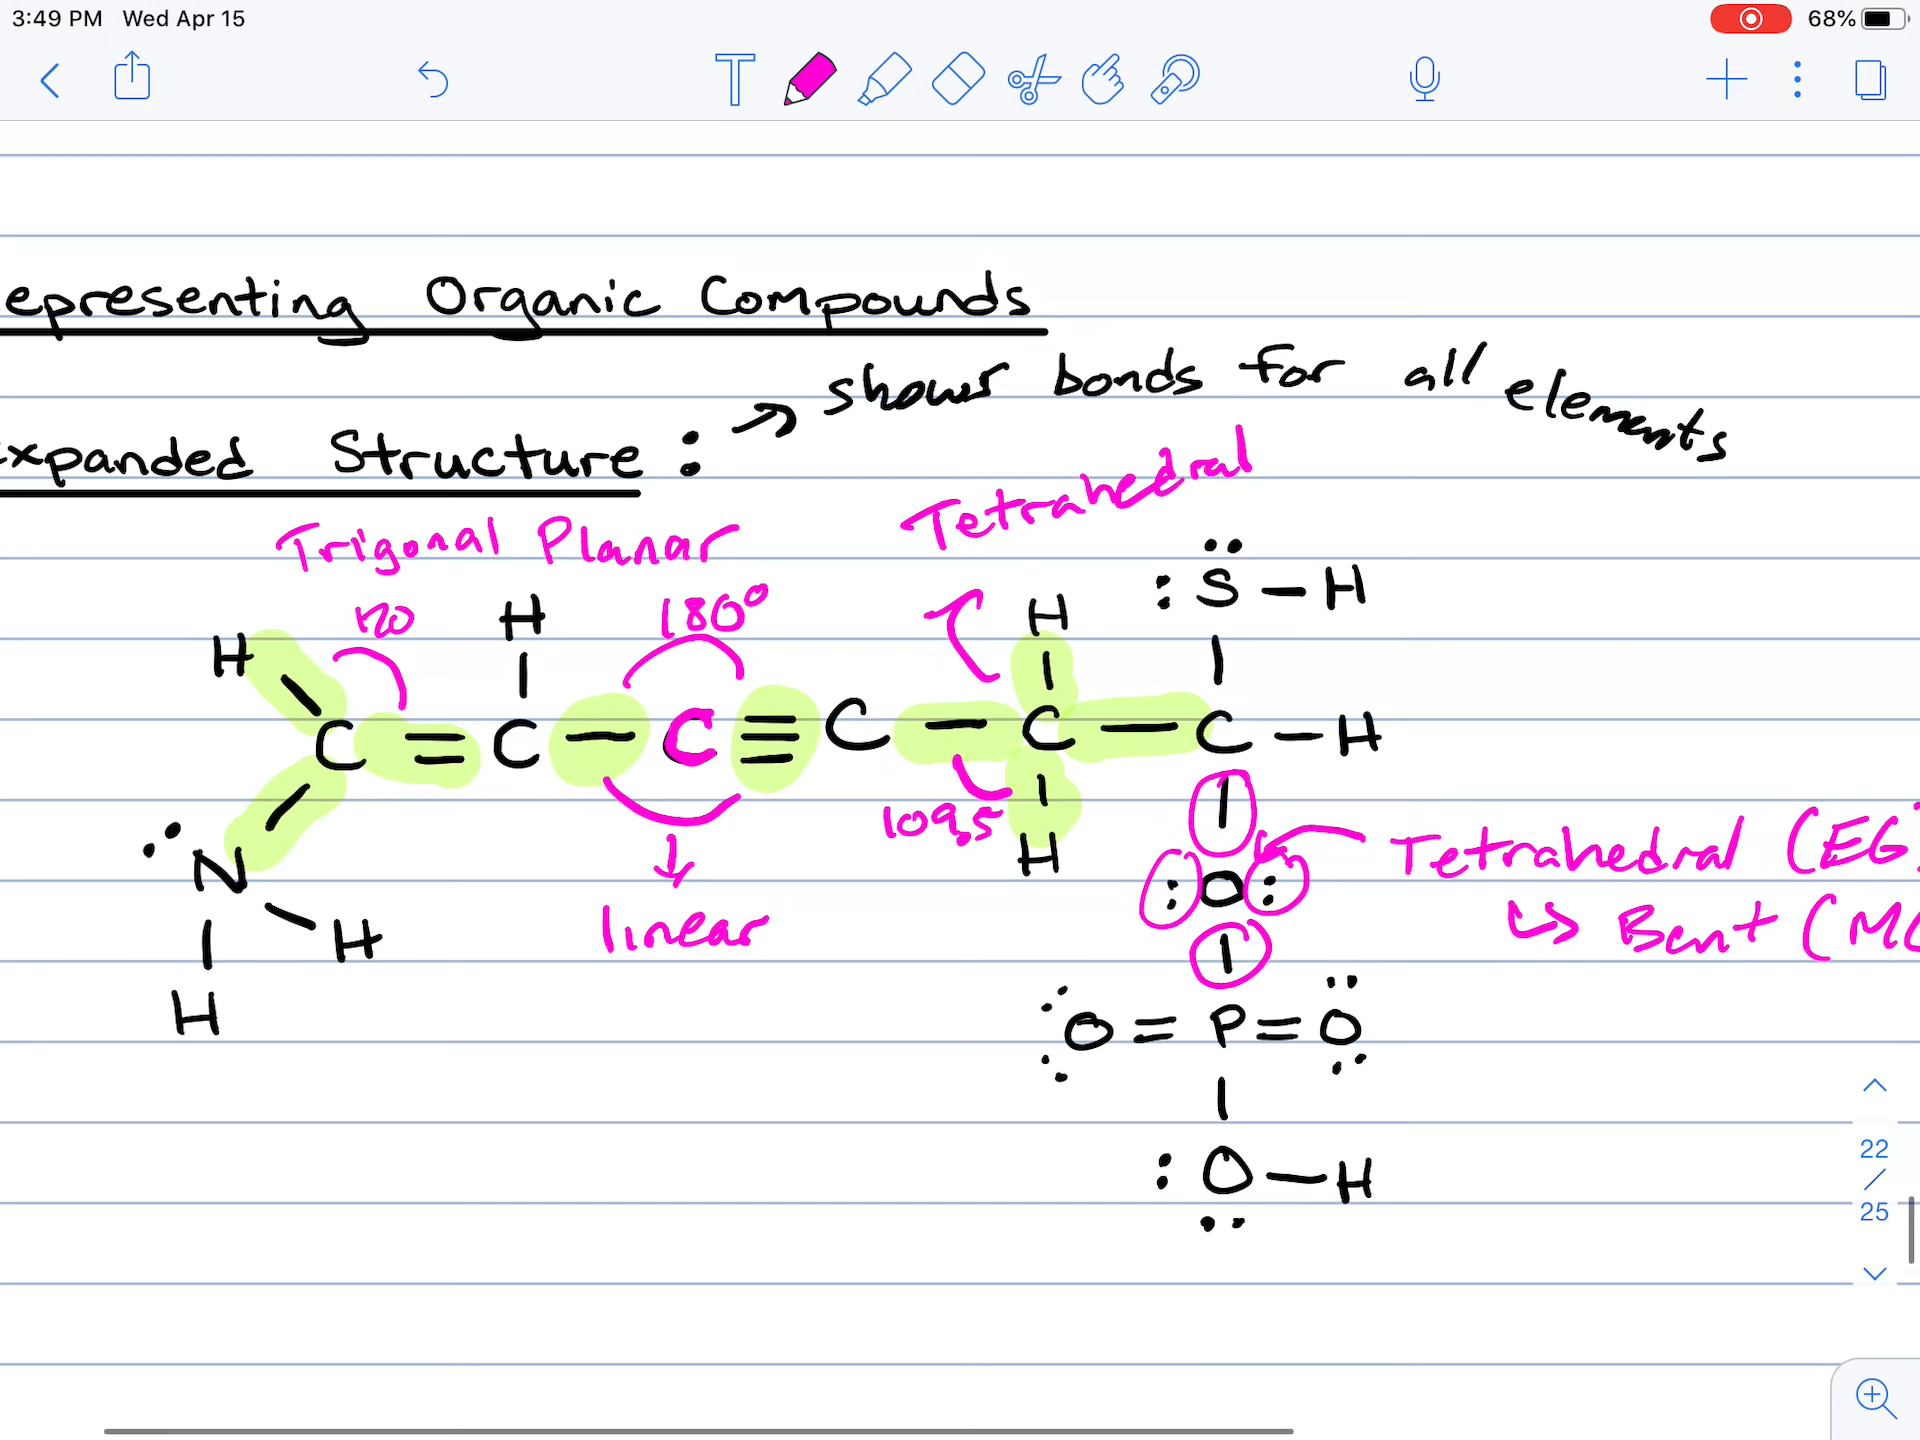 3:49 PM Wed Apr 15 68%
epresenting Organic Compounds
shows bonds for all elements
xpanded Structure :
Tetrahedral
Trigonal Planar
S - H
120 H 180° H
H
C = C - C ≡ C - C - C - H
109.5
N H H
:O: Tetrahedral (EG
linear Bent (MG
H
O = P = O
H
:O - H
22
/
25